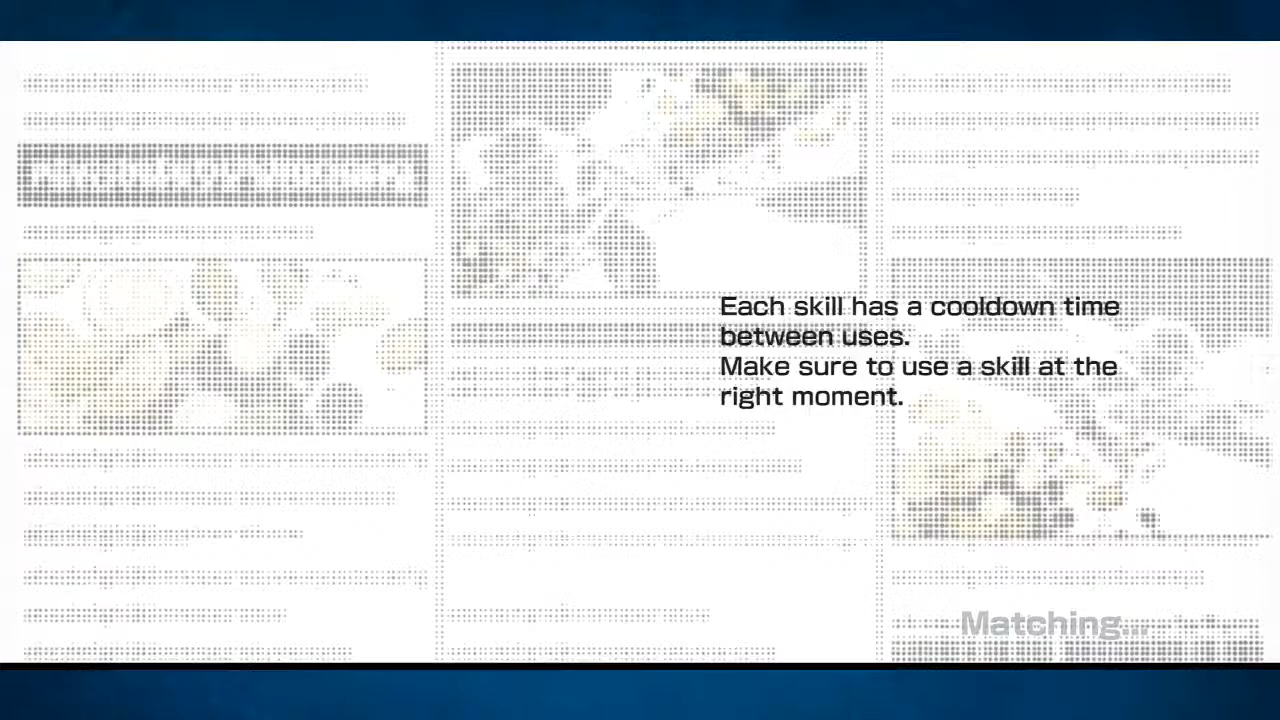 Each skill has a cooldown time
between uses.
Make sure to use a skill at the
right moment.
Matching...